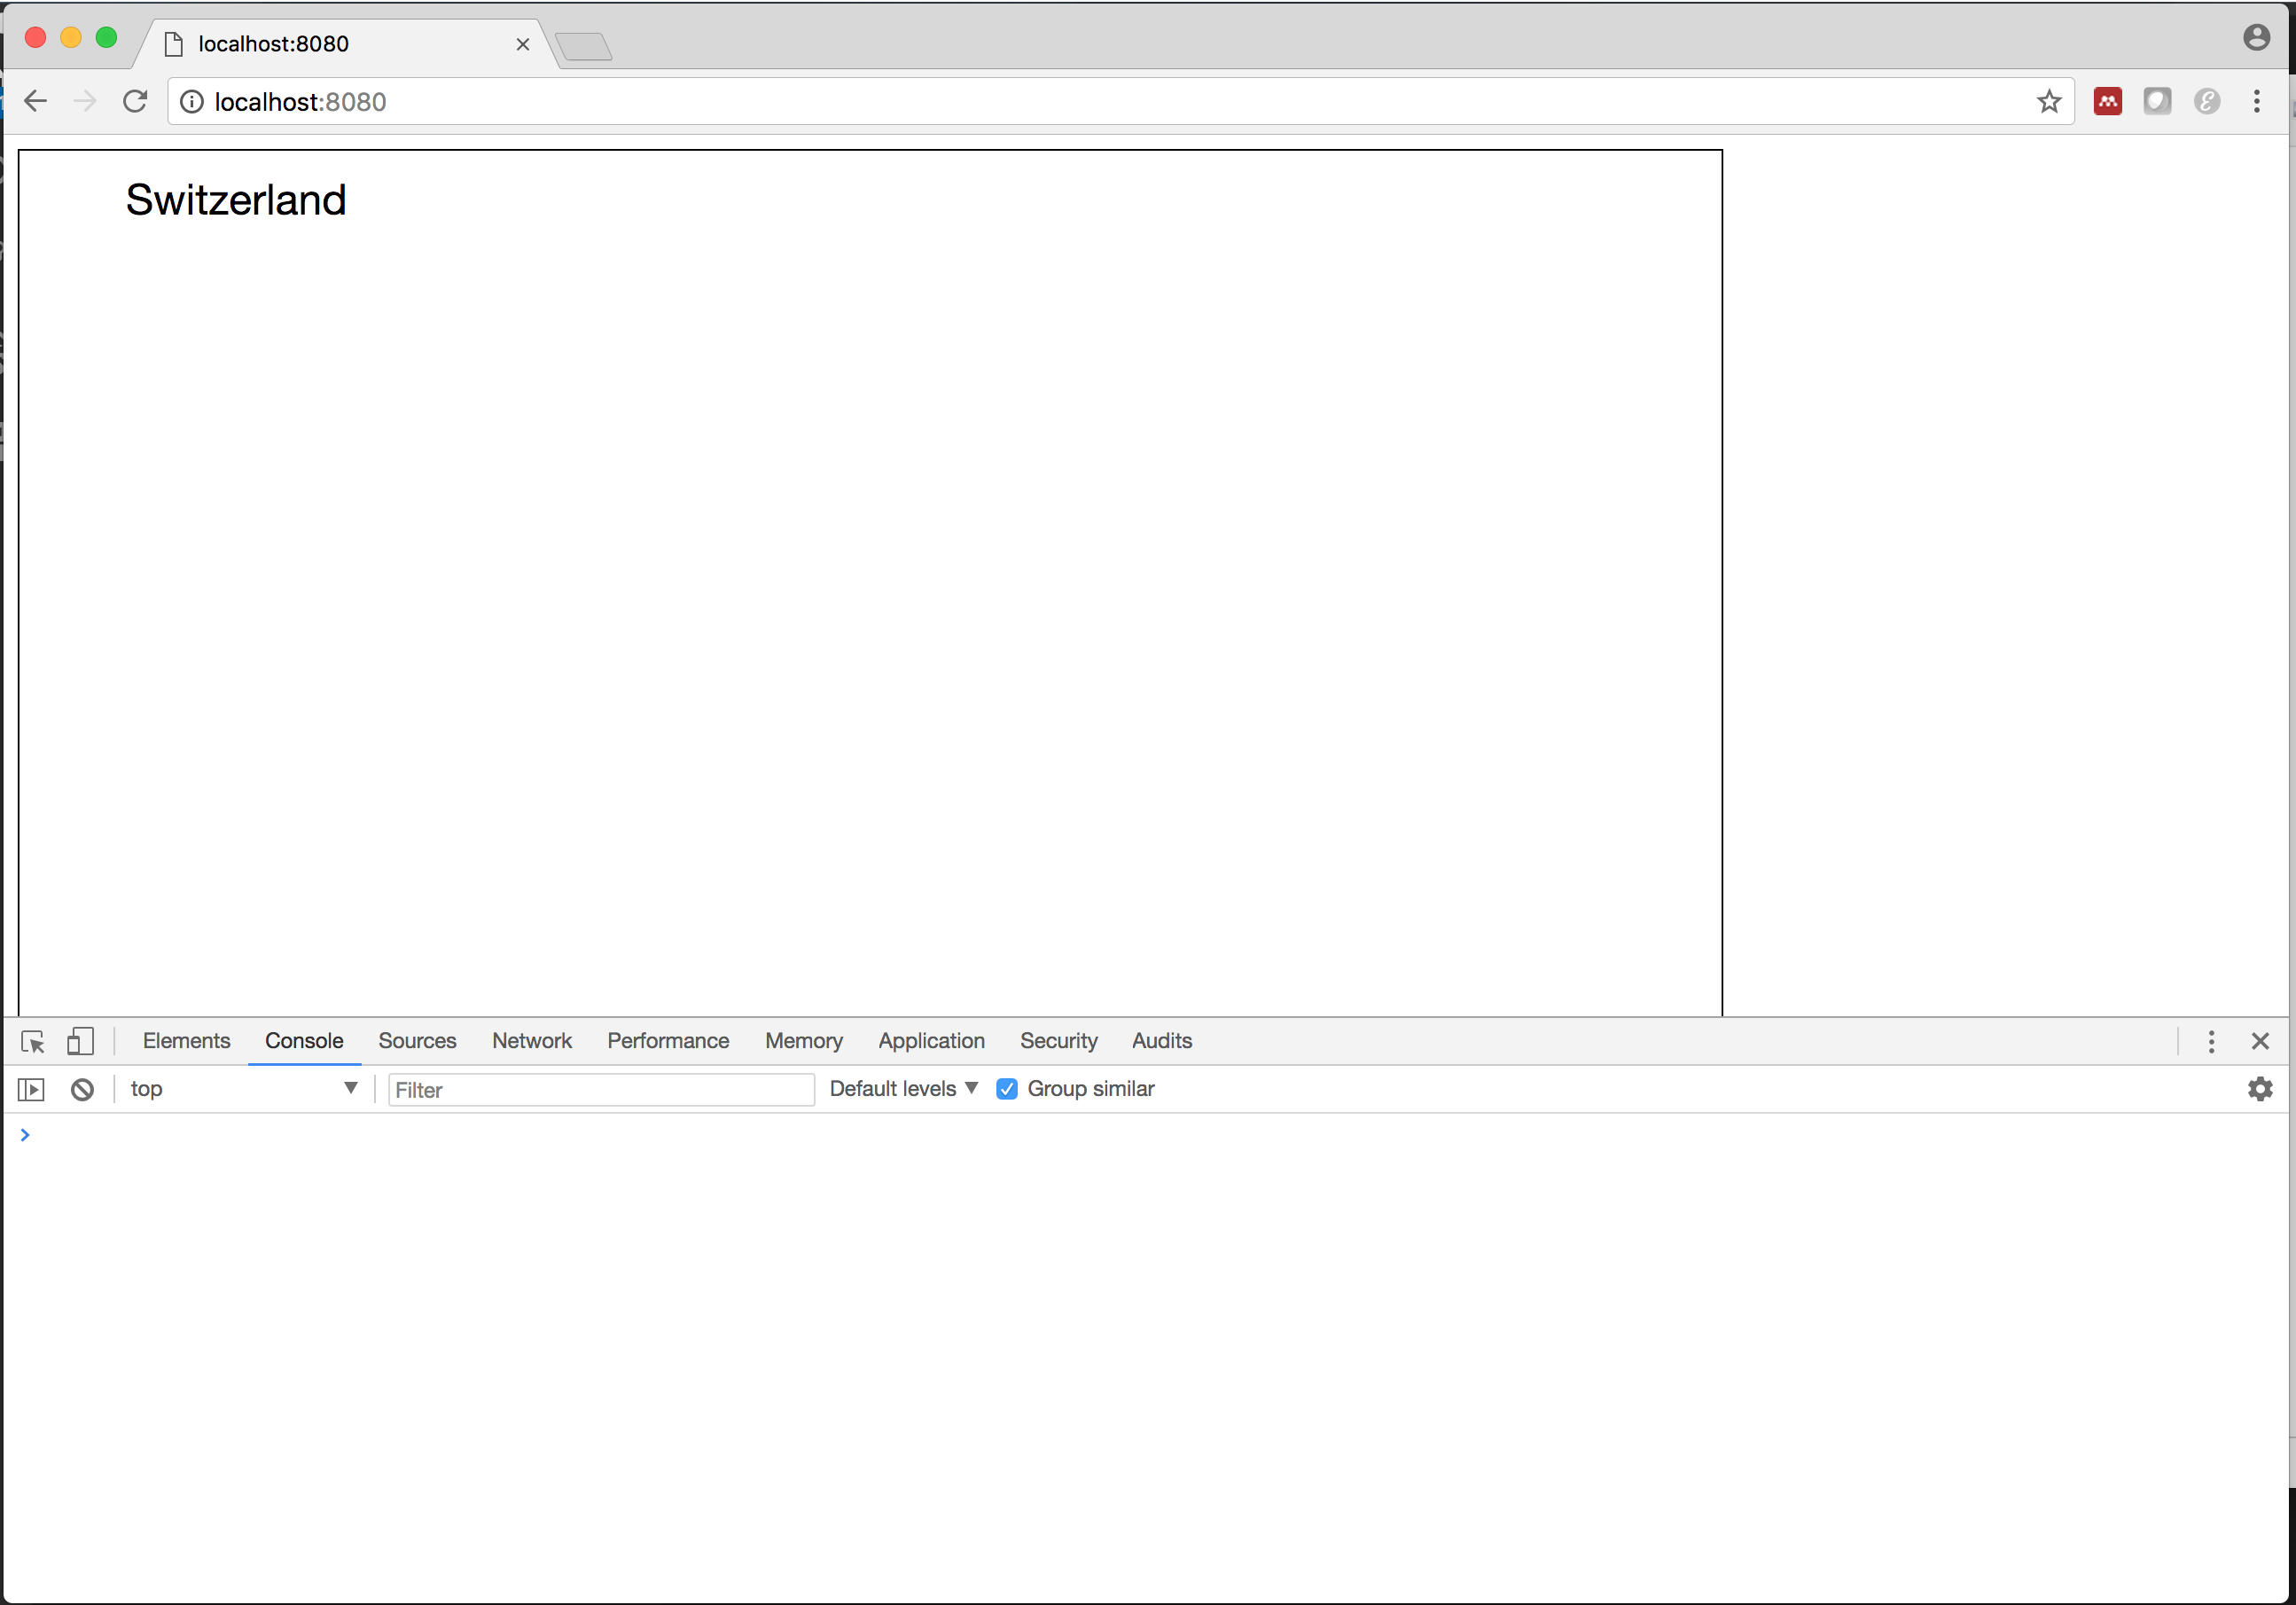 localhost:8080
localhost:8080
Switzerland
Elements Console Sources Network Performance Memory Application Security Audits
top Filter Default levels Group similar